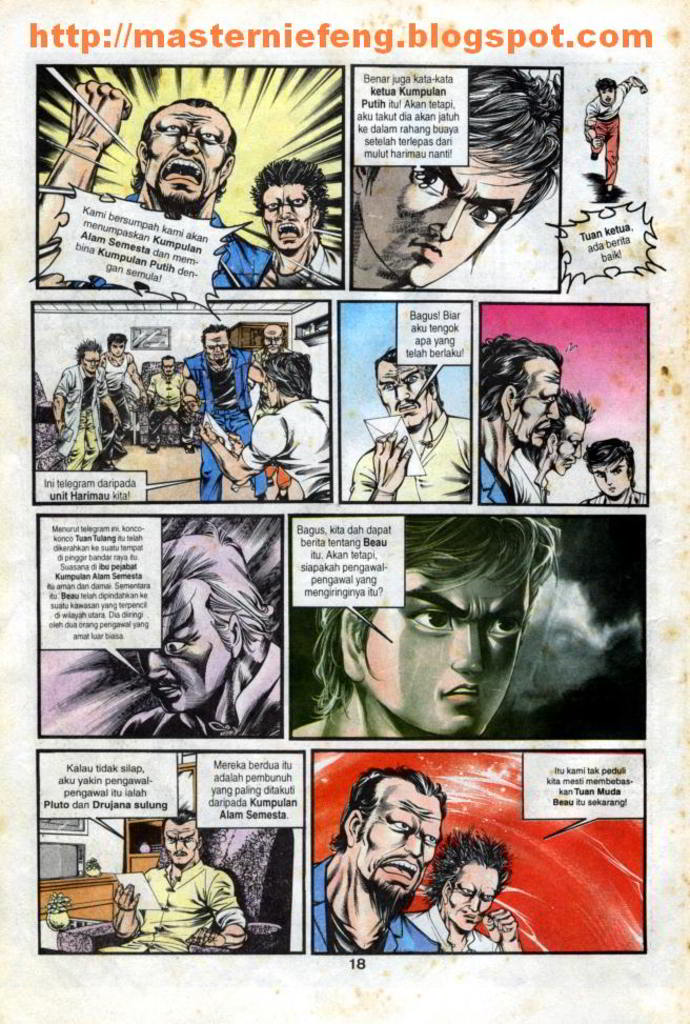 http://masterniefeng.blogspot.com
Kami bersumpah kami akan
menumpaskan Kumpulan
Alam Semesta dan mem-
bina Kumpulan Putih den-
gan semula!
Benar juga kata-kata
ketua Kumpulan
Putih itu! Akan tetapi,
aku takut dia akan jatuh
ke dalam rahang buaya
setelah terlepas dari
mulut harimau nanti!
Tuan ketua,
ada berita
baik!
Ini telegram daripada
unit Harimau kita!
Bagus! Biar
aku tengok
apa yang
telah berlaku!
Menurut telegram ini, konco-
konco Tuan Tulang itu telah
dikerahkan ke suatu tempat
di pinggir bandar raya itu.
Suasana di ibu pejabat
Kumpulan Alam Semesta
itu aman dan damai. Sementara
itu, Beau telah dipindahkan ke
suatu kawasan yang terpencil
di wilayah utara. Dia diiringi
oleh dua orang pengawal yang
amat luar biasa.
Bagus, kita dah dapat
berita tentang Beau
itu. Akan tetapi,
siapakah pengawal-
pengawal yang
mengiringinya itu?
Kalau tidak silap,
aku yakin pengawal-
pengawal itu ialah
Pluto dan Drujana sulung
Mereka berdua itu
adalah pembunuh
yang paling ditakuti
daripada Kumpulan
Alam Semesta.
Itu kami tak peduli
kita mesti membebas-
kan Tuan Muda
Beau itu sekarang!
18